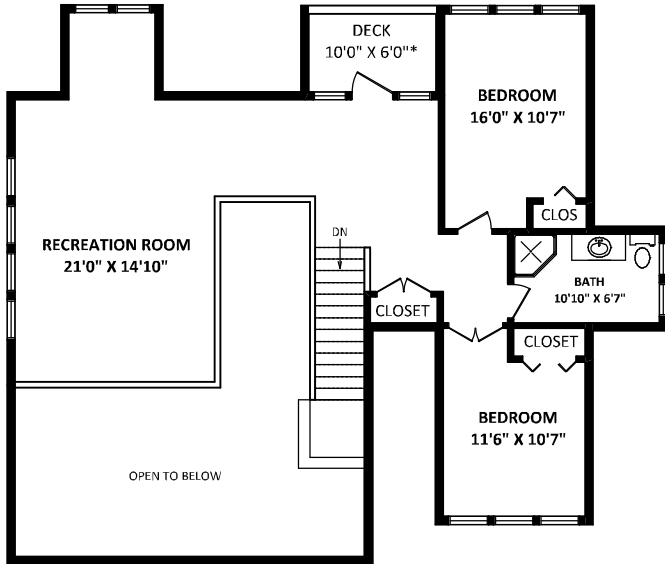 DECK
10'0" X 6'0"*
BEDROOM
16'0" X 10'7"
CLOS
DN
RECREATION ROOM
21'0" X 14'10"
BATH
10'10" X 6'7"
CLOSET
CLOSET
BEDROOM
11'6" X 10'7"
OPEN TO BELOW